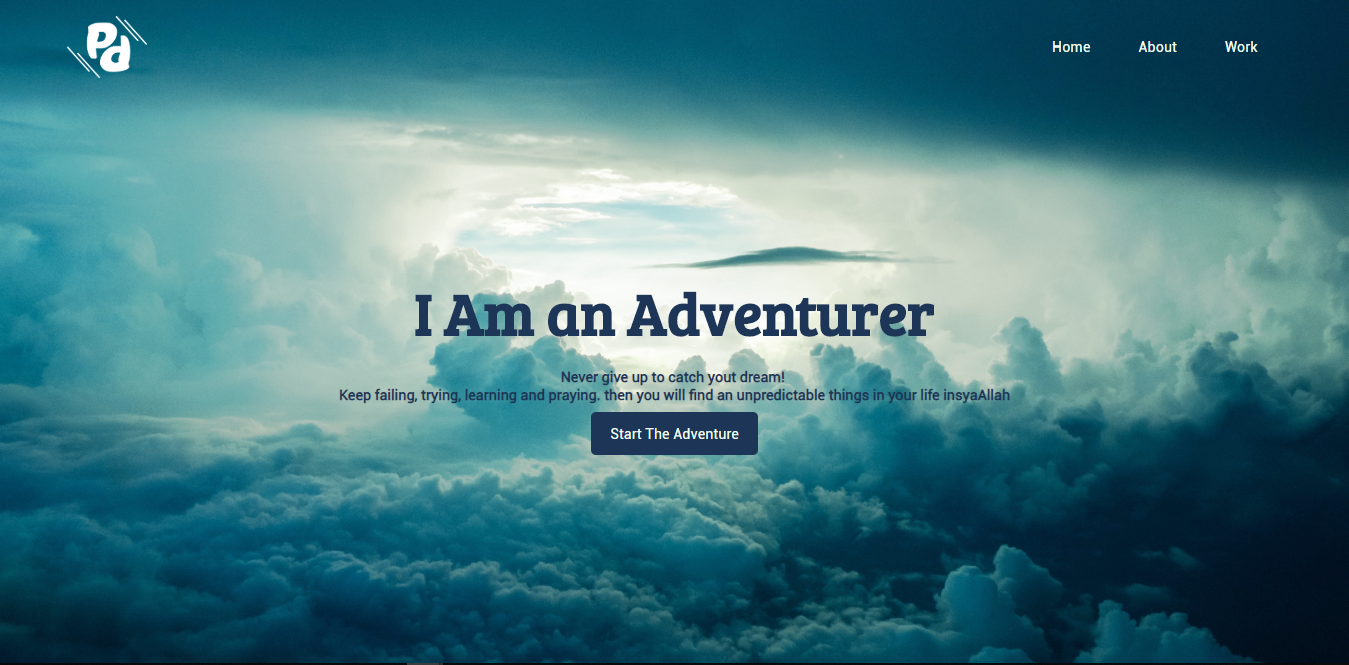 Pd
Home About Work
I Am an Adventurer
Never give up to catch yout dream!
Keep failing, trying, learning and praying. then you will find an unpredictable things in your life insyaAllah
Start The Adventure